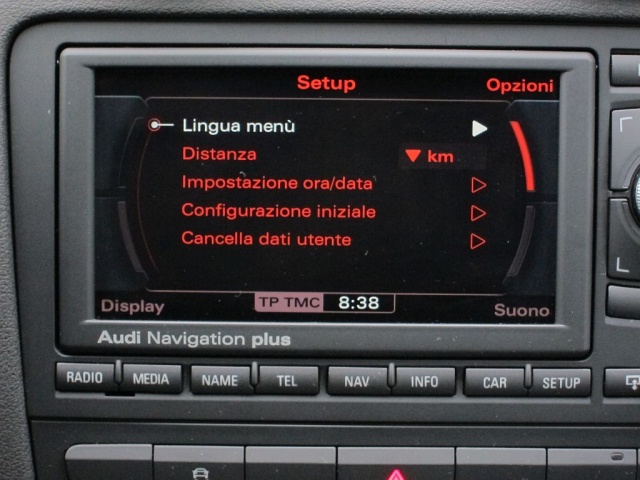 Setup Opzioni
Lingua menù
Distanza km
Impostazione ora/data
Configurazione iniziale
Cancella dati utente
Display TP TMC 8:38 Suono
Audi Navigation plus
RADIO MEDIA NAME TEL NAV INFO CAR SETUP